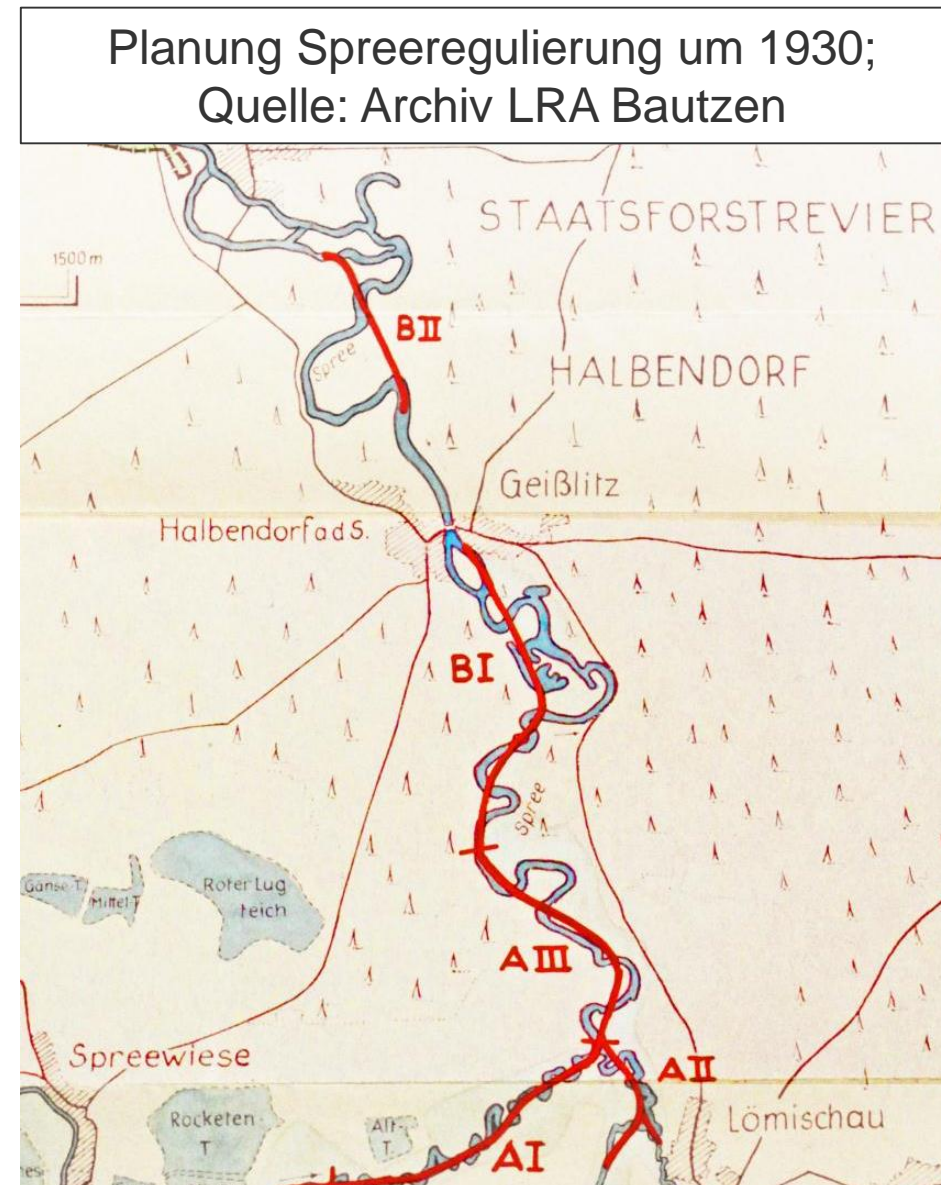 Planung Spreeregulierung um 1930;
Quelle: Archiv LRA Bautzen
STAATSFORSTREVIER
1500 m
BII
Spree
HALBENDORF
Geißlitz
Halbendorf a d S.
BI
Spree
Gänse T.
Mittel T.
Roter Lug
teich
AIII
Spreewiese
AII
Rocketen-
T
Alt-
T.
Lömischau
AI